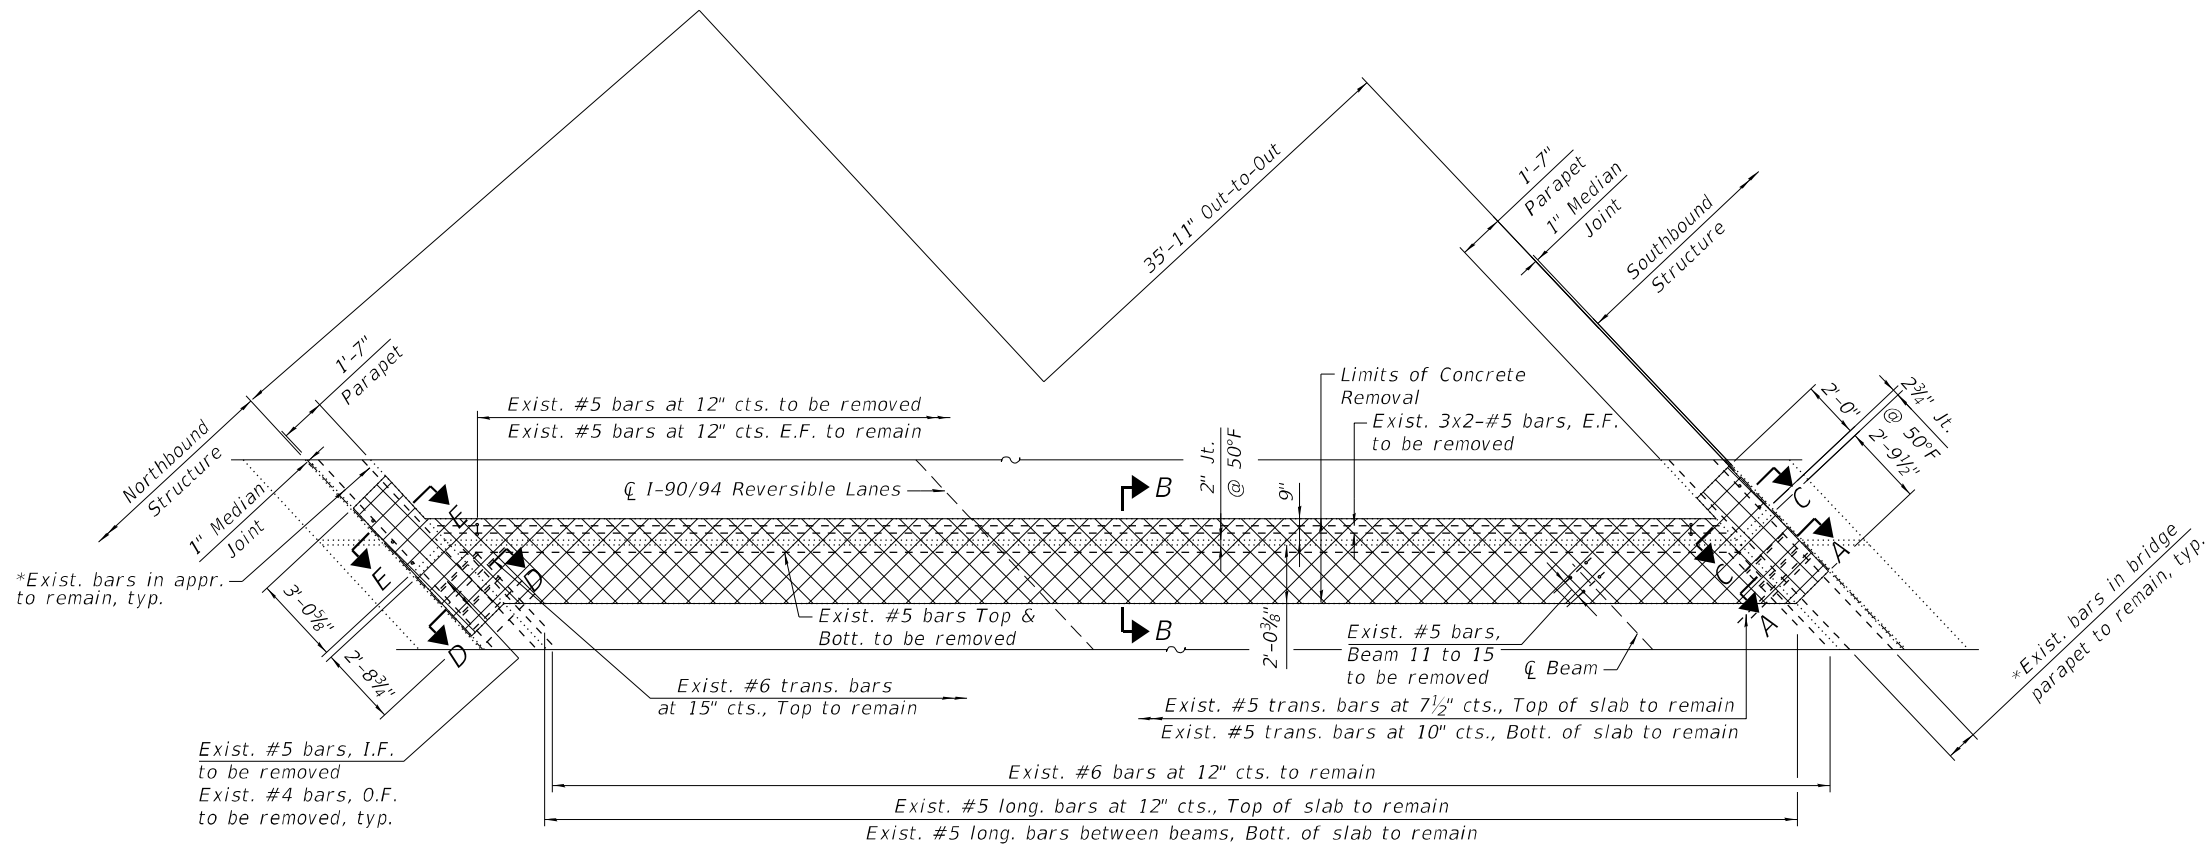 35'-11" Out-to-Out
1'-7"
Parapet
1" Median
Joint
Southbound
Structure
1'-7"
Parapet
Northbound
Structure
1" Median
Joint
*Exist. bars in appr.
to remain, typ.
Exist. #5 bars at 12" cts. to be removed
Exist. #5 bars at 12" cts. E.F. to remain
℄ I-90/94 Reversible Lanes
Limits of Concrete
Removal
Exist. 3x2-#5 bars, E.F.
to be removed
2" Jt.
@ 50°F
9"
2'-0"
2¾" Jt.
@ 50°F
2'-9½"
B
B
E
E
D
D
C
C
A
A
3'-0⅝"
2'-8¾"
2'-0⅜"
Exist. #5 bars Top &
Bott. to be removed
Exist. #5 bars,
Beam 11 to 15
to be removed
℄ Beam
*Exist. bars in bridge
parapet to remain, typ.
Exist. #6 trans. bars
at 15" cts., Top to remain
Exist. #5 trans. bars at 7½" cts., Top of slab to remain
Exist. #5 trans. bars at 10" cts., Bott. of slab to remain
Exist. #5 bars, I.F.
to be removed
Exist. #4 bars, O.F.
to be removed, typ.
Exist. #6 bars at 12" cts. to remain
Exist. #5 long. bars at 12" cts., Top of slab to remain
Exist. #5 long. bars between beams, Bott. of slab to remain